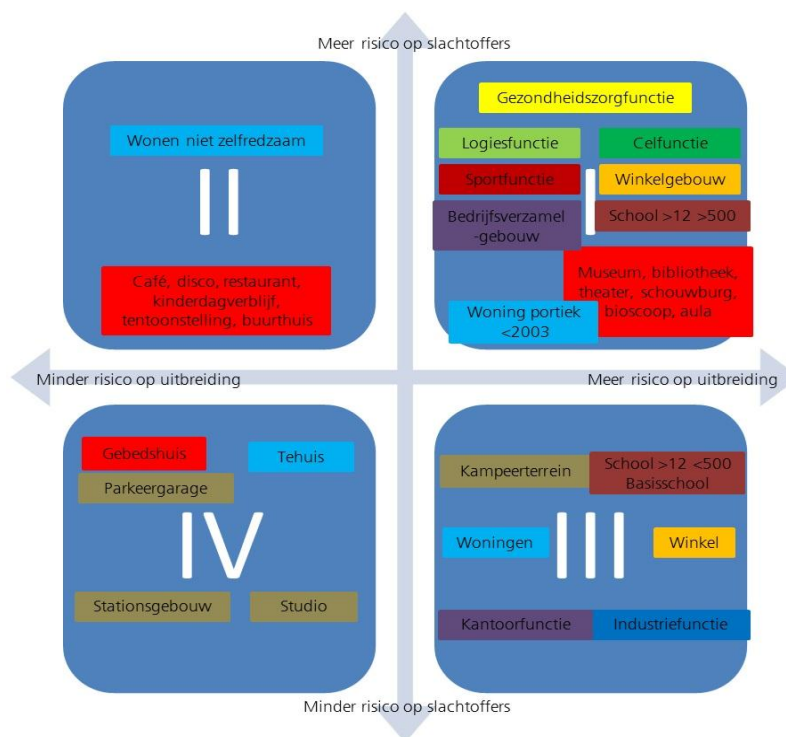 Meer risico op slachtoffers
Wonen niet zelfredzaam
II
Café, disco, restaurant,
kinderdagverblijf,
tentoonstelling, buurthuis
Gezondheidszorgfunctie
Logiesfunctie
Celfunctie
Sportfunctie
Winkelgebouw
I
Bedrijfsverzamel
-gebouw
School >12 >500
Museum, bibliotheek,
theater, schouwburg,
bioscoop, aula
Woning portiek
<2003
Minder risico op uitbreiding
Meer risico op uitbreiding
Gebedshuis
Tehuis
Parkeergarage
IV
Stationsgebouw
Studio
Kampeerterrein
School >12 <500
Basisschool
Woningen
III
Winkel
Kantoorfunctie
Industriefunctie
Minder risico op slachtoffers